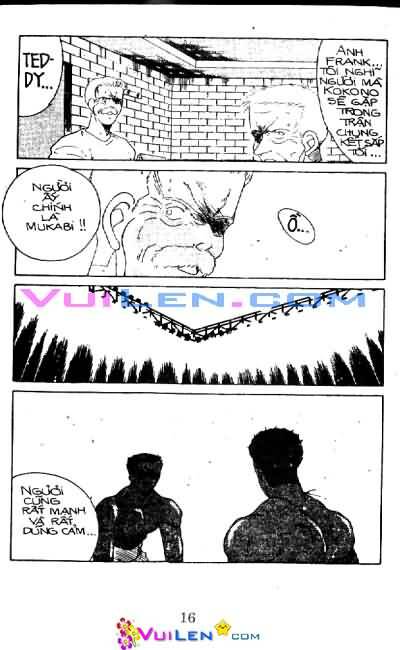 TED-
DY...
ANH
FRANK...
TÔI NGHĨ
NGƯỜI MÀ
KOKONO
SẼ GẶP
TRONG
TRẬN
CHUNG
KẾT SẮP
TỚI...
NGƯỜI
ẤY
CHÍNH
LÀ
MUKABI !!
Ồ...
VUILEN.COM
NGƯỜI
CŨNG
RẤT MẠNH
VÀ RẤT
DŨNG CẢM...
16
VUILEN.COM